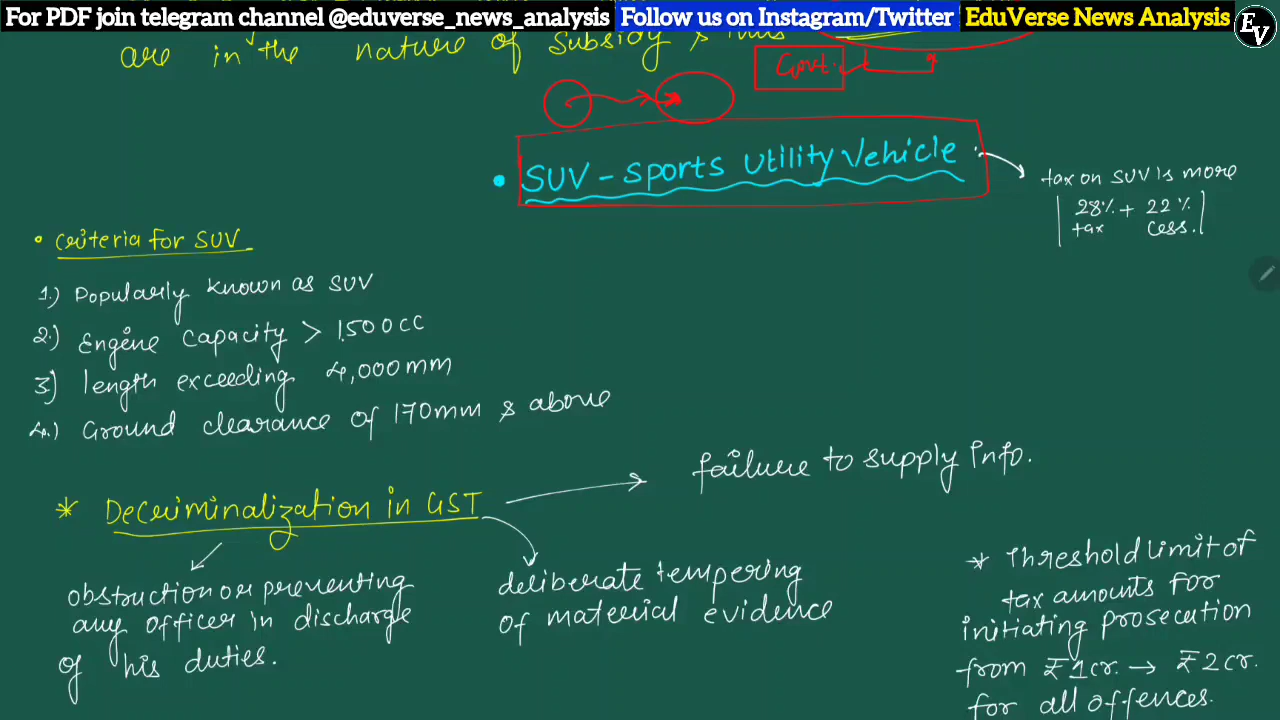 For PDF join telegram channel @eduverse_news_analysis Follow us on Instagram/Twitter EduVerse News Analysis
EV
are in the nature of Subsidy & thus
Govt.
• SUV - Sports Utility Vehicle
tax on SUV is more
28% + 22%
tax cess.
• Criteria for SUV
1.) Popularly known as SUV
2.) Engine capacity > 1500CC
3) length exceeding 4,000mm
4.) Ground clearance of 170mm & above
failure to supply Info.
* Decriminalization in GST
obstruction or preventing
any officer in discharge
of his duties.
deliberate tempering
of material evidence
* Threshold limit of
tax amounts for
initiating prosecution
from ₹1cr. → ₹2cr.
for all offences.